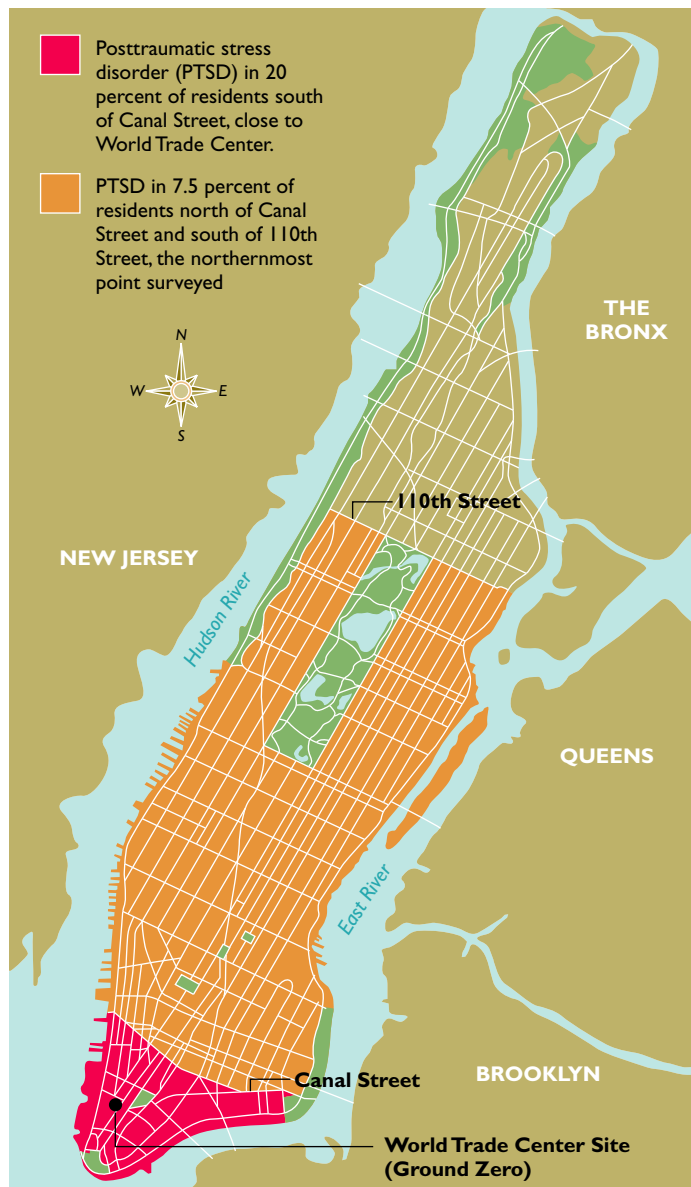 Posttraumatic stress
disorder (PTSD) in 20
percent of residents south
of Canal Street, close to
World Trade Center.
PTSD in 7.5 percent of
residents north of Canal
Street and south of 110th
Street, the northernmost
point surveyed
N
W
E
S
THE
BRONX
110th Street
NEW JERSEY
Hudson River
QUEENS
East River
Canal Street
BROOKLYN
World Trade Center Site
(Ground Zero)